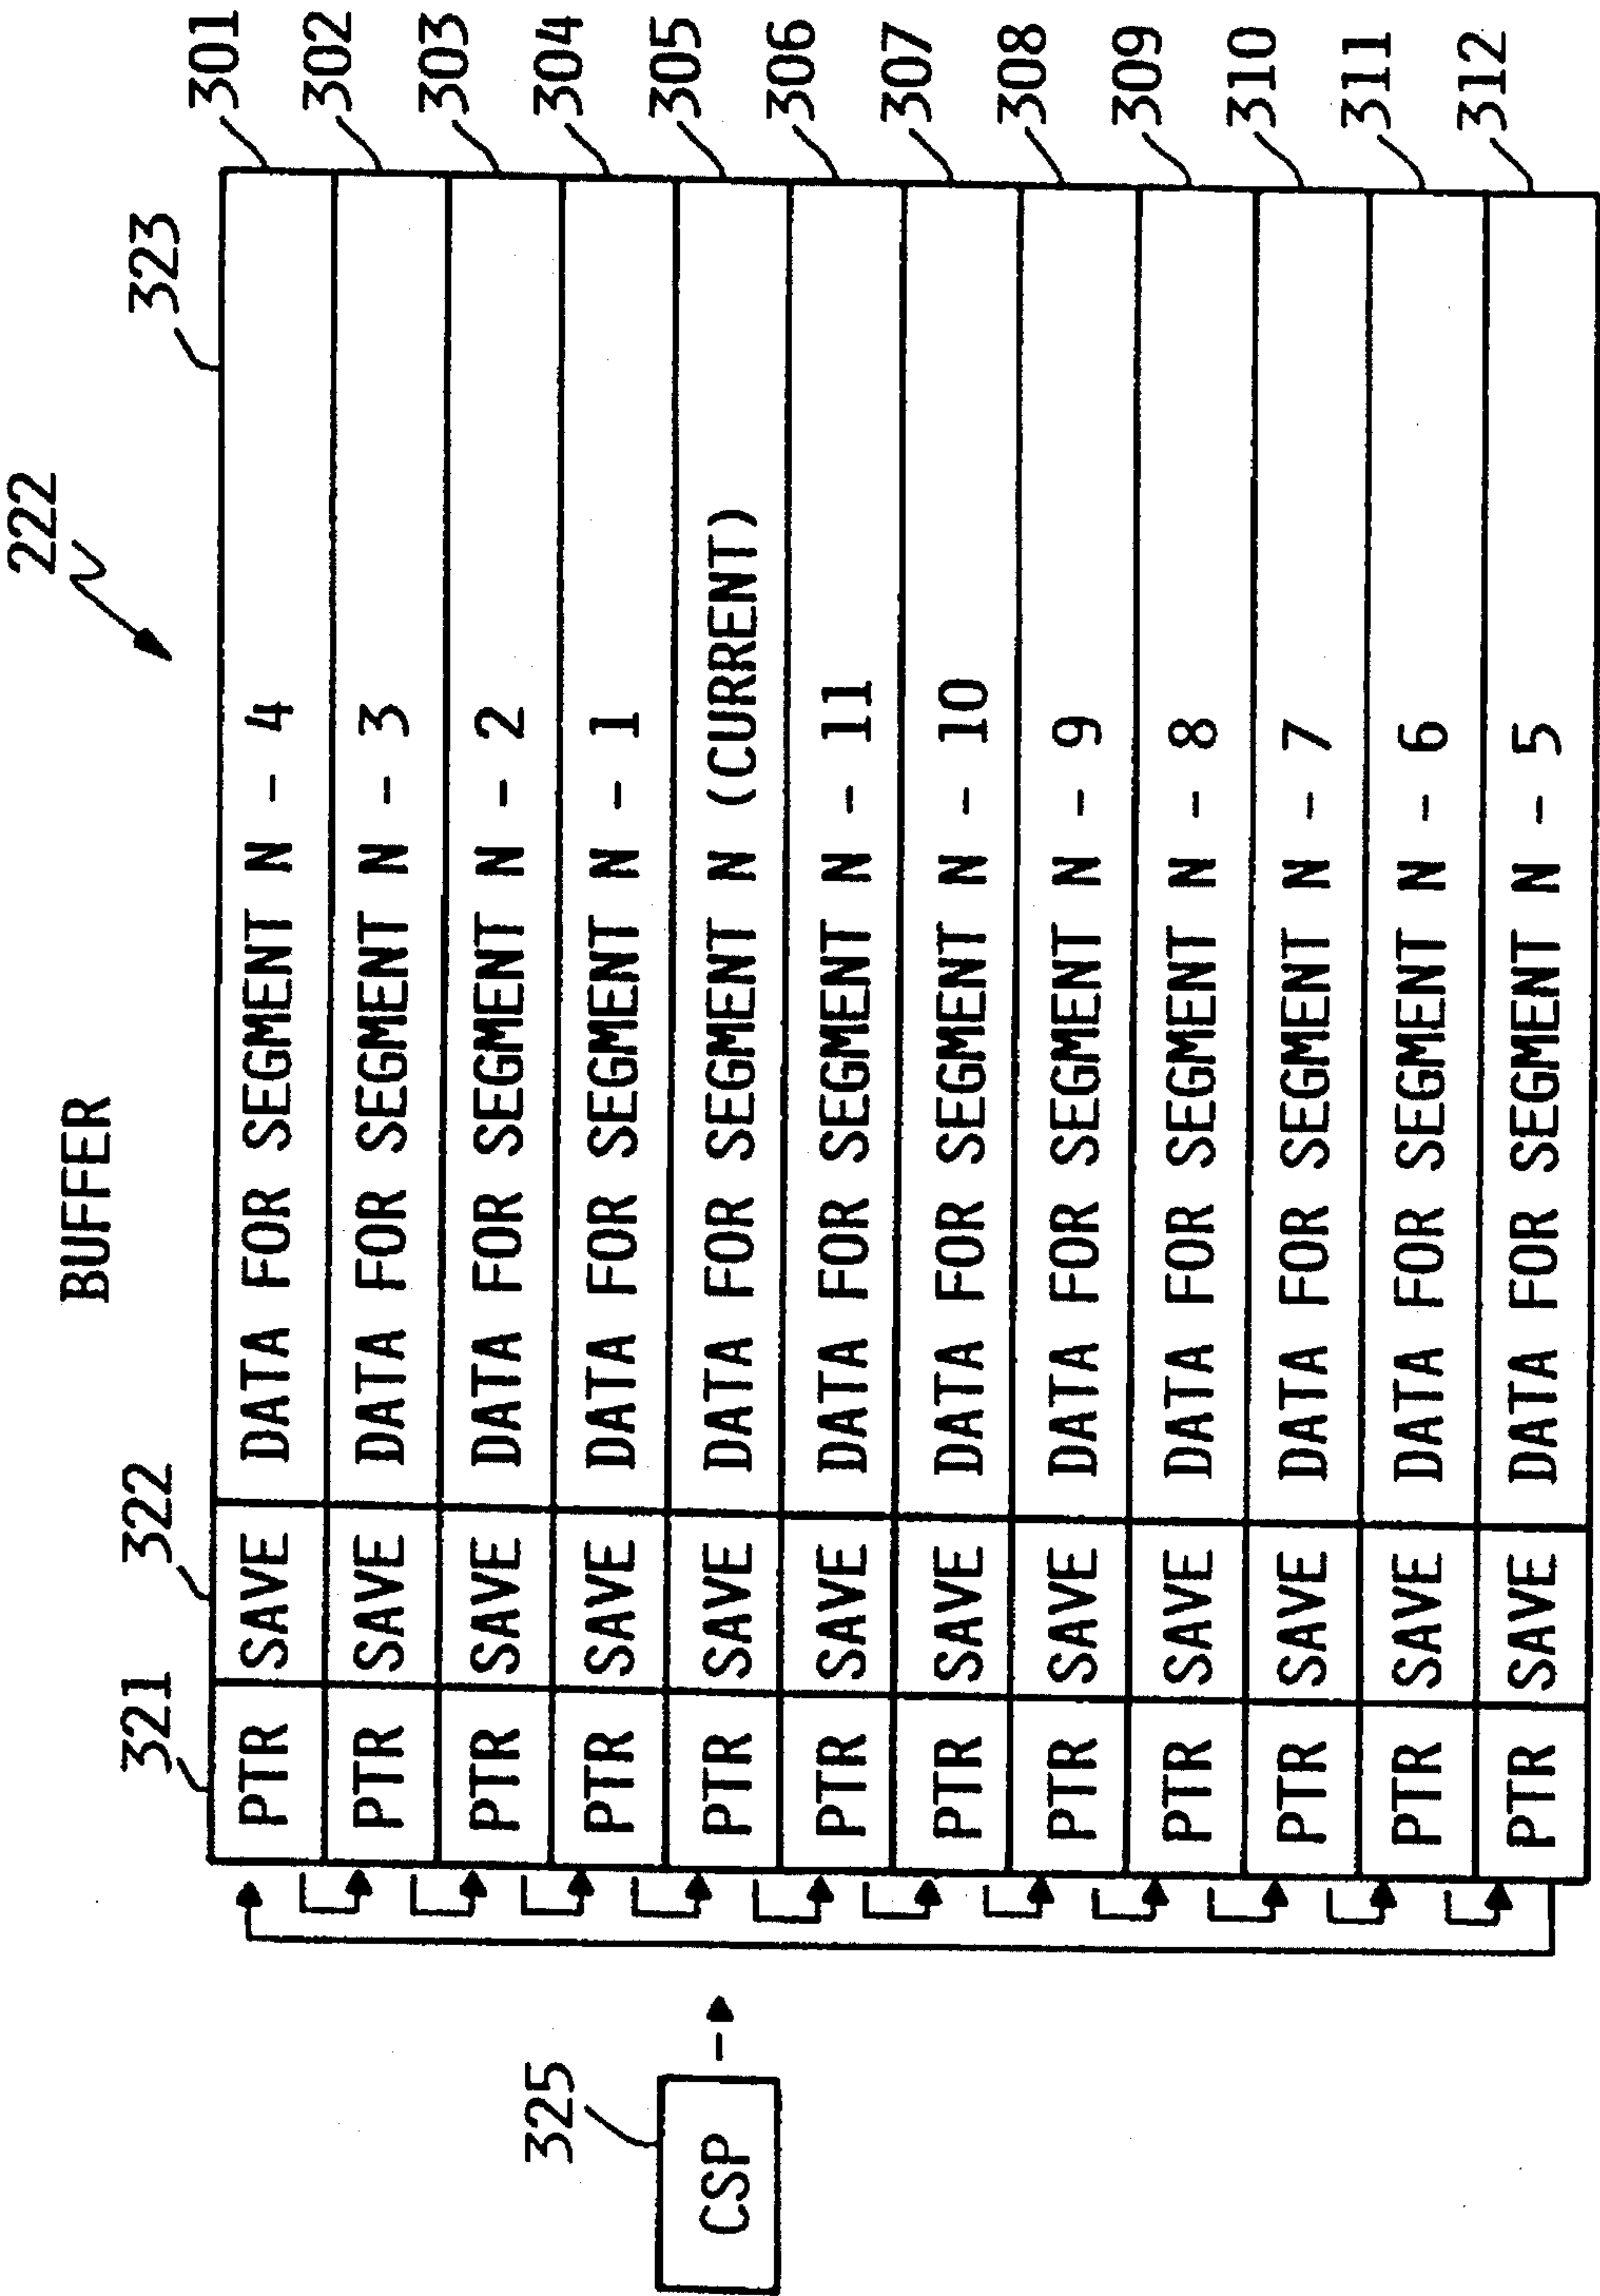 222
BUFFER
321
322
323
PTR SAVE DATA FOR SEGMENT N - 4 301
PTR SAVE DATA FOR SEGMENT N - 3 302
PTR SAVE DATA FOR SEGMENT N - 2 303
PTR SAVE DATA FOR SEGMENT N - 1 304
325
CSP
PTR SAVE DATA FOR SEGMENT N (CURRENT) 305
PTR SAVE DATA FOR SEGMENT N - 11 306
PTR SAVE DATA FOR SEGMENT N - 10 307
PTR SAVE DATA FOR SEGMENT N - 9 308
PTR SAVE DATA FOR SEGMENT N - 8 309
PTR SAVE DATA FOR SEGMENT N - 7 310
PTR SAVE DATA FOR SEGMENT N - 6 311
PTR SAVE DATA FOR SEGMENT N - 5 312